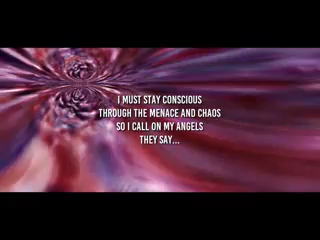 I MUST STAY CONSCIOUS
THROUGH THE MENACE AND CHAOS
SO I CALL ON MY ANGELS
THEY SAY...